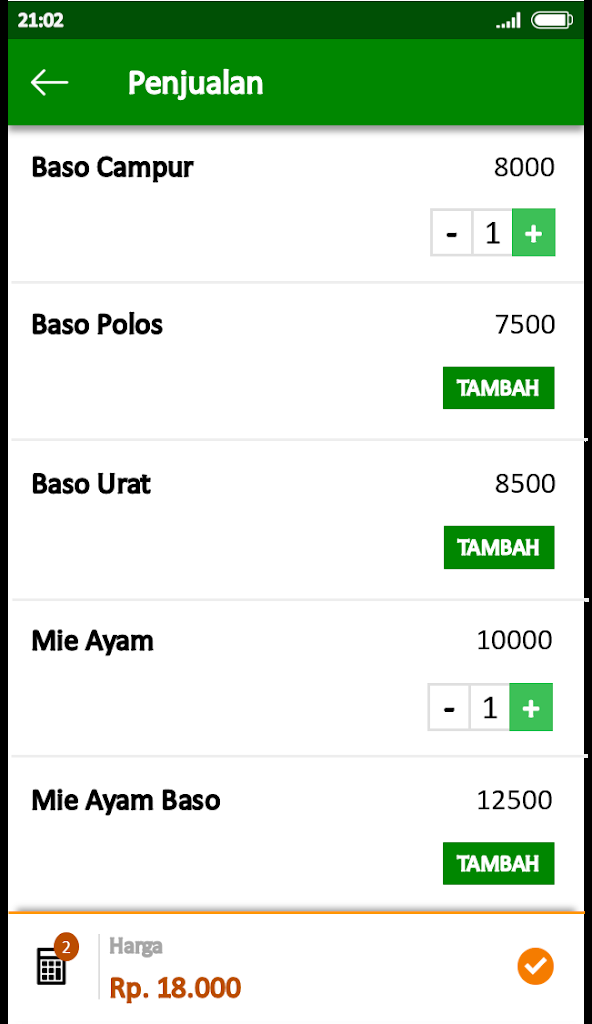 21:02
Penjualan
Baso Campur 8000
- 1 +
Baso Polos 7500
TAMBAH
Baso Urat 8500
TAMBAH
Mie Ayam 10000
- 1 +
Mie Ayam Baso 12500
TAMBAH
2 Harga
Rp. 18.000